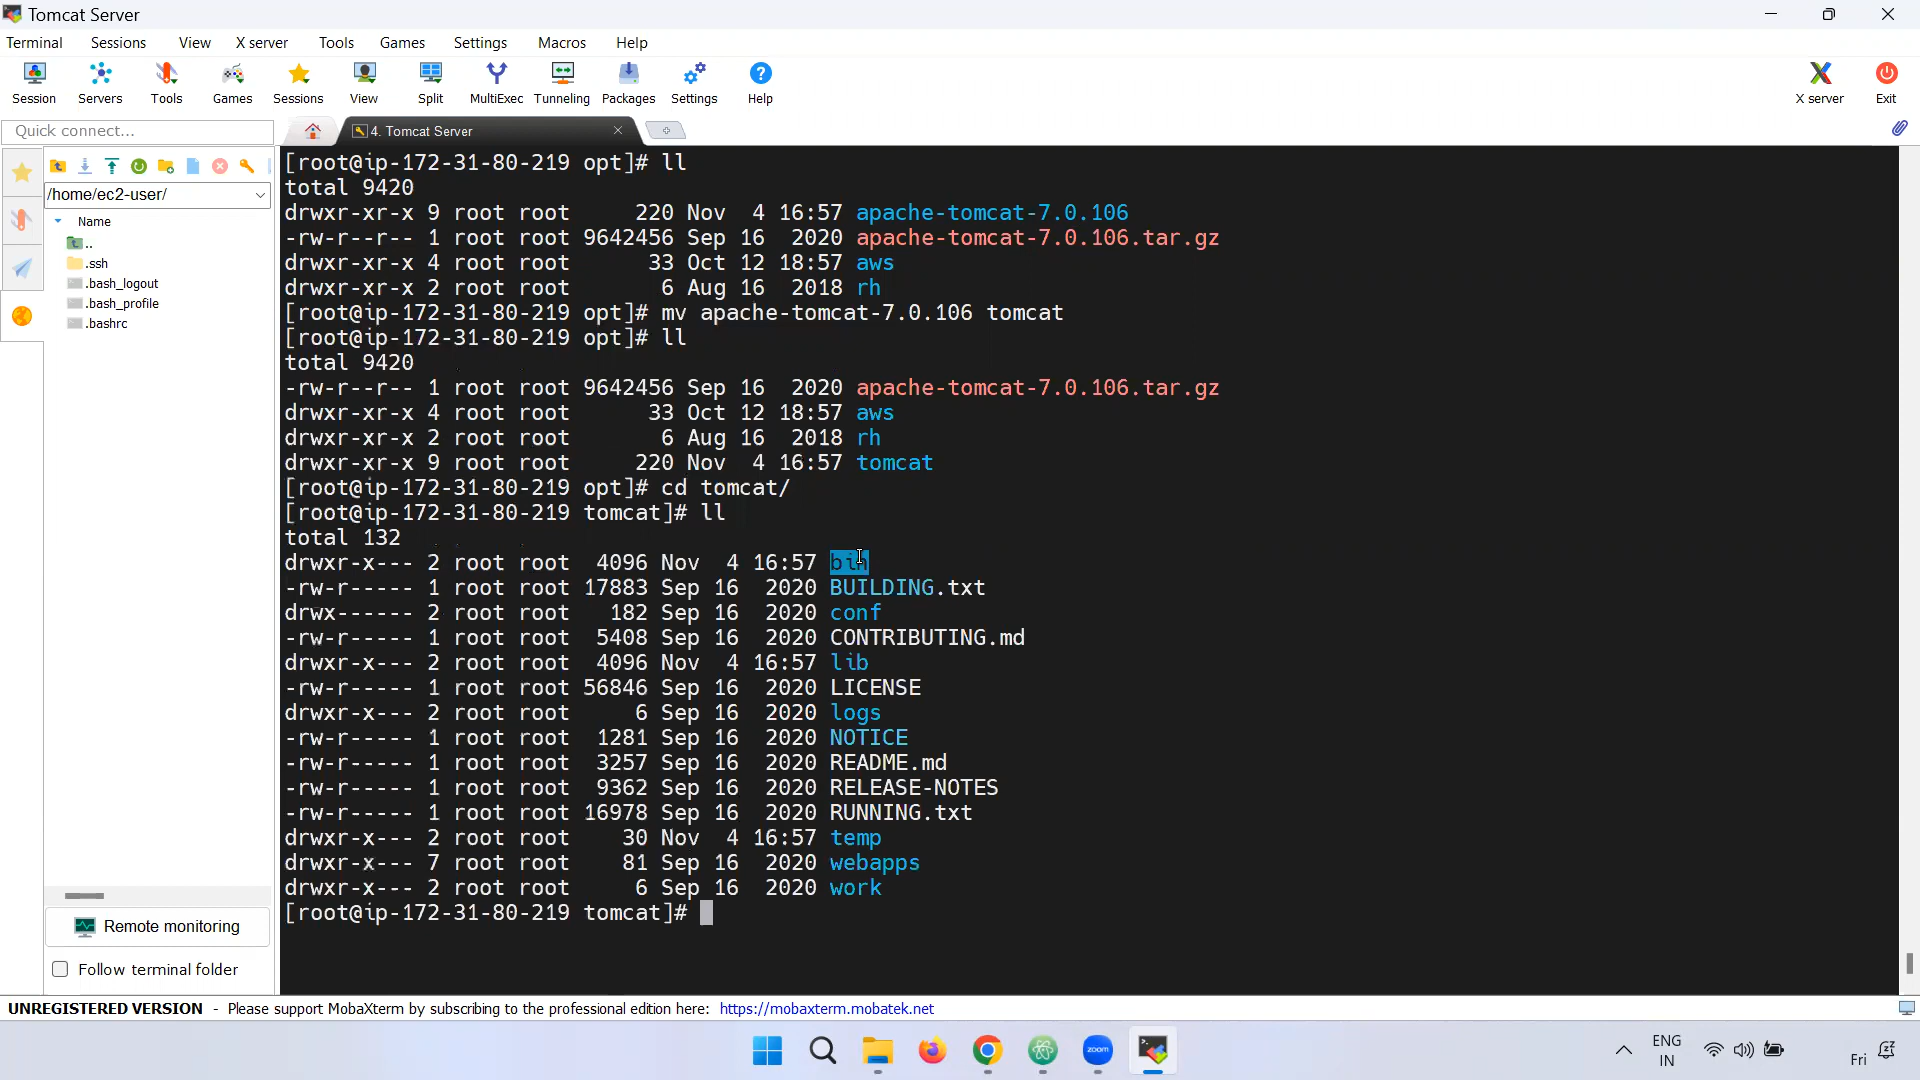 Tomcat Server
Terminal Sessions View X server Tools Games Settings Macros Help
Session Servers Tools Games Sessions View Split MultiExec Tunneling Packages Settings Help X server Exit
Quick connect...
4. Tomcat Server
/home/ec2-user/
Name
..
.ssh
.bash_logout
.bash_profile
.bashrc
Remote monitoring
Follow terminal folder
[root@ip-172-31-80-219 opt]# ll
total 9420
drwxr-xr-x 9 root root     220 Nov  4 16:57 apache-tomcat-7.0.106
-rw-r--r-- 1 root root 9642456 Sep 16  2020 apache-tomcat-7.0.106.tar.gz
drwxr-xr-x 4 root root      33 Oct 12 18:57 aws
drwxr-xr-x 2 root root       6 Aug 16  2018 rh
[root@ip-172-31-80-219 opt]# mv apache-tomcat-7.0.106 tomcat
[root@ip-172-31-80-219 opt]# ll
total 9420
-rw-r--r-- 1 root root 9642456 Sep 16  2020 apache-tomcat-7.0.106.tar.gz
drwxr-xr-x 4 root root      33 Oct 12 18:57 aws
drwxr-xr-x 2 root root       6 Aug 16  2018 rh
drwxr-xr-x 9 root root     220 Nov  4 16:57 tomcat
[root@ip-172-31-80-219 opt]# cd tomcat/
[root@ip-172-31-80-219 tomcat]# ll
total 132
drwxr-x--- 2 root root  4096 Nov  4 16:57 bin
-rw-r----- 1 root root 17883 Sep 16  2020 BUILDING.txt
drwx------ 2 root root   182 Sep 16  2020 conf
-rw-r----- 1 root root  5408 Sep 16  2020 CONTRIBUTING.md
drwxr-x--- 2 root root  4096 Nov  4 16:57 lib
-rw-r----- 1 root root 56846 Sep 16  2020 LICENSE
drwxr-x--- 2 root root     6 Sep 16  2020 logs
-rw-r----- 1 root root  1281 Sep 16  2020 NOTICE
-rw-r----- 1 root root  3257 Sep 16  2020 README.md
-rw-r----- 1 root root  9362 Sep 16  2020 RELEASE-NOTES
-rw-r----- 1 root root 16978 Sep 16  2020 RUNNING.txt
drwxr-x--- 2 root root    30 Nov  4 16:57 temp
drwxr-x--- 7 root root    81 Sep 16  2020 webapps
drwxr-x--- 2 root root     6 Sep 16  2020 work
[root@ip-172-31-80-219 tomcat]#
UNREGISTERED VERSION - Please support MobaXterm by subscribing to the professional edition here: https://mobaxterm.mobatek.net
zoom
ENG
IN
Fri